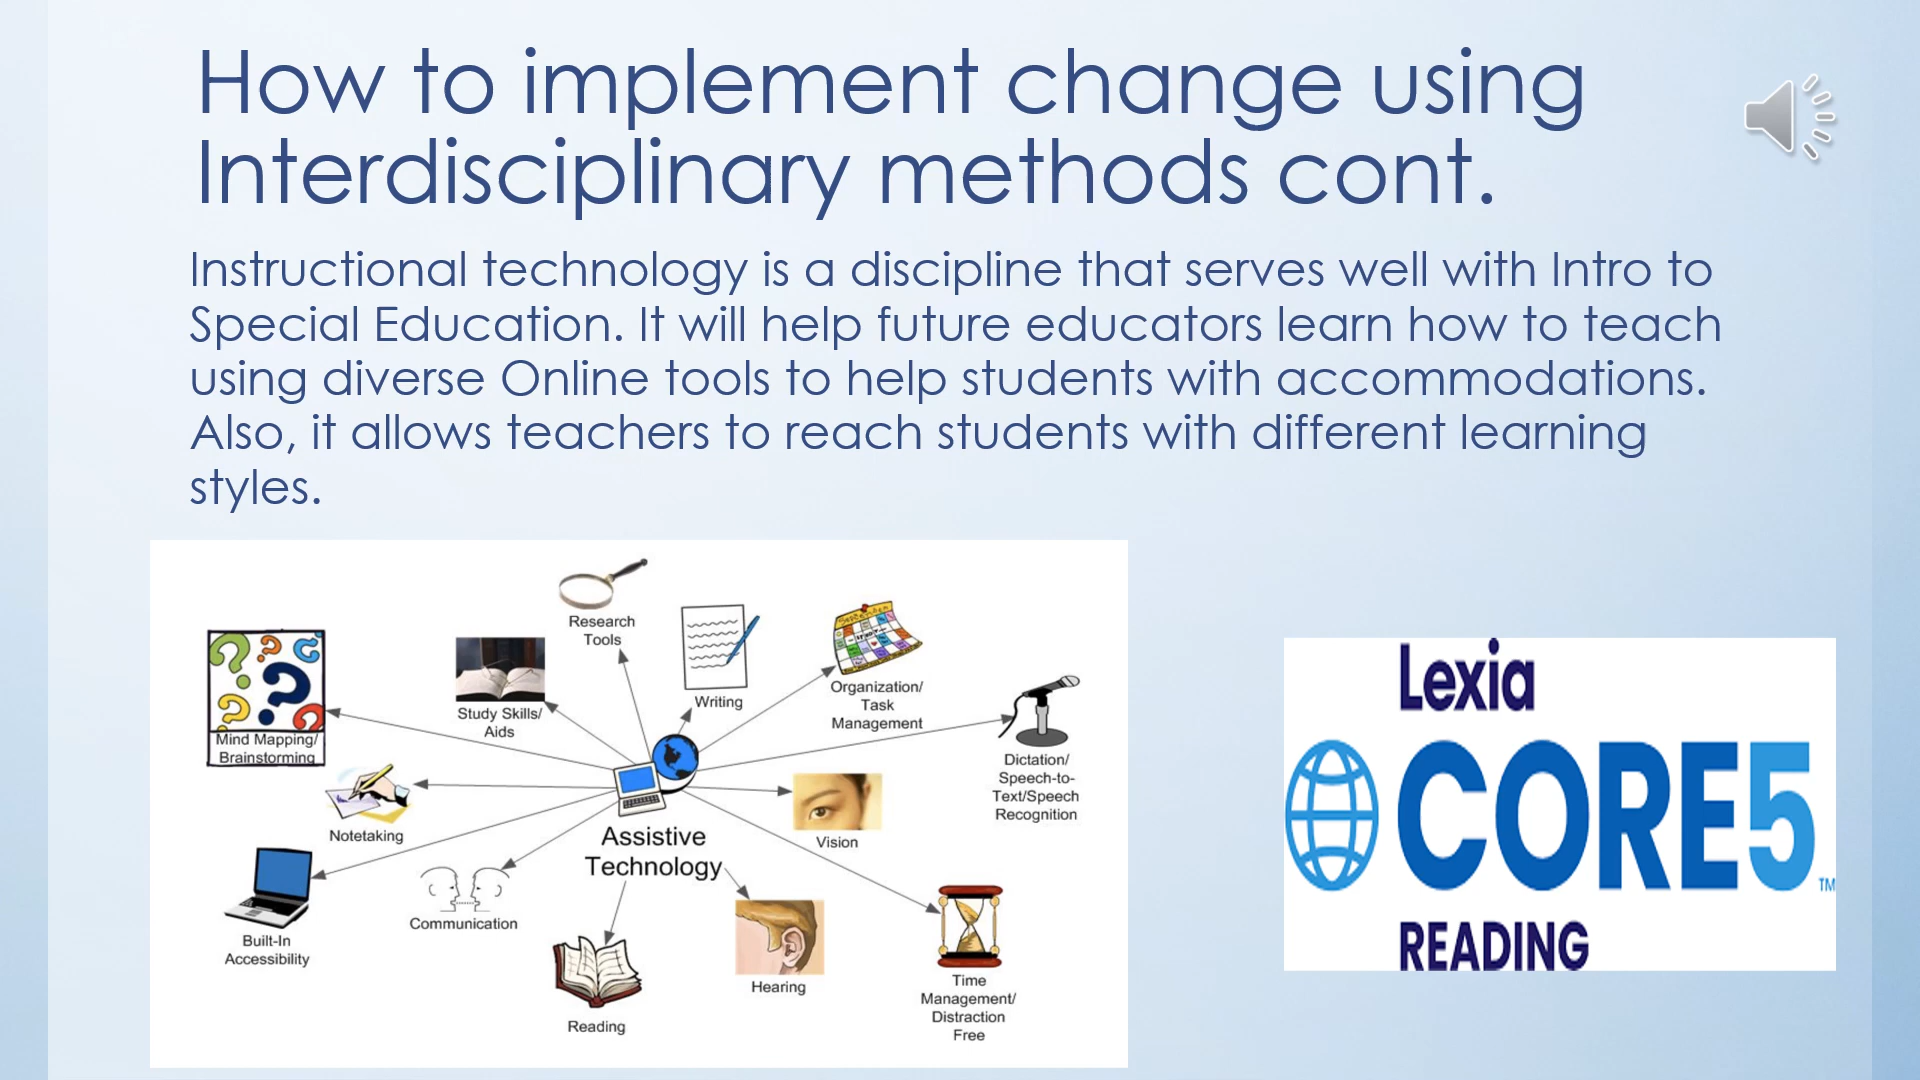 How to implement change using
Interdisciplinary methods cont.
Instructional technology is a discipline that serves well with Intro to
Special Education. It will help future educators learn how to teach
using diverse Online tools to help students with accommodations.
Also, it allows teachers to reach students with different learning
styles.
Research
Tools
Writing
Organization/
Task
Management
Study Skills/
Aids
Mind Mapping/
Brainstorming
Dictation/
Speech-to-
Text/Speech
Recognition
Notetaking
Vision
Assistive
Technology
Communication
Built-In
Accessibility
Hearing
Reading
Time
Management/
Distraction
Free
Lexia
CORE5 ™
READING